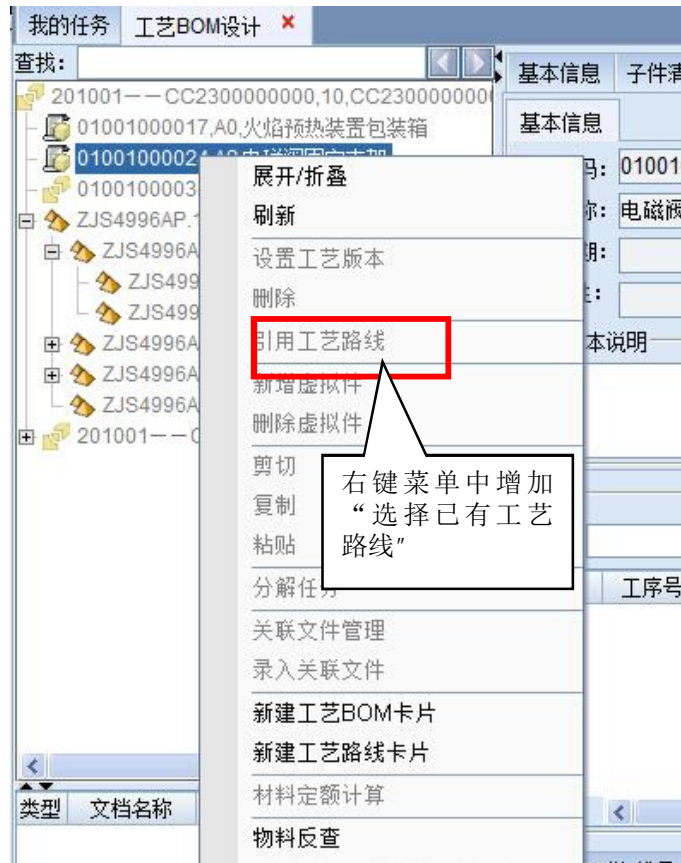 我的任务 工艺BOM设计
查找:
基本信息 子件清
201001--CC2300000000,10,CC230000000
01001000017,A0,火焰预热装置包装箱
基本信息
0100100002
码: 01001
0100100003
ZJS4996AP.
称: 电磁阀
ZJS4996A
期:
ZJS499
ZJS499
ZJS4996A
本说明
ZJS4996A
ZJS4996A
201001--C
展开/折叠
刷新
设置工艺版本
删除
引用工艺路线
新增虚拟件
删除虚拟件
剪切
复制
粘贴
分解任务
关联文件管理
录入关联文件
新建工艺BOM卡片
新建工艺路线卡片
材料定额计算
物料反查
右键菜单中增加
“选择已有工艺
路线”
工序号
类型 文档名称